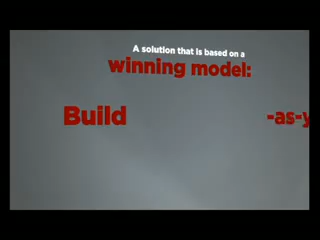 A solution that is based on a
winning model:
Build -as-y